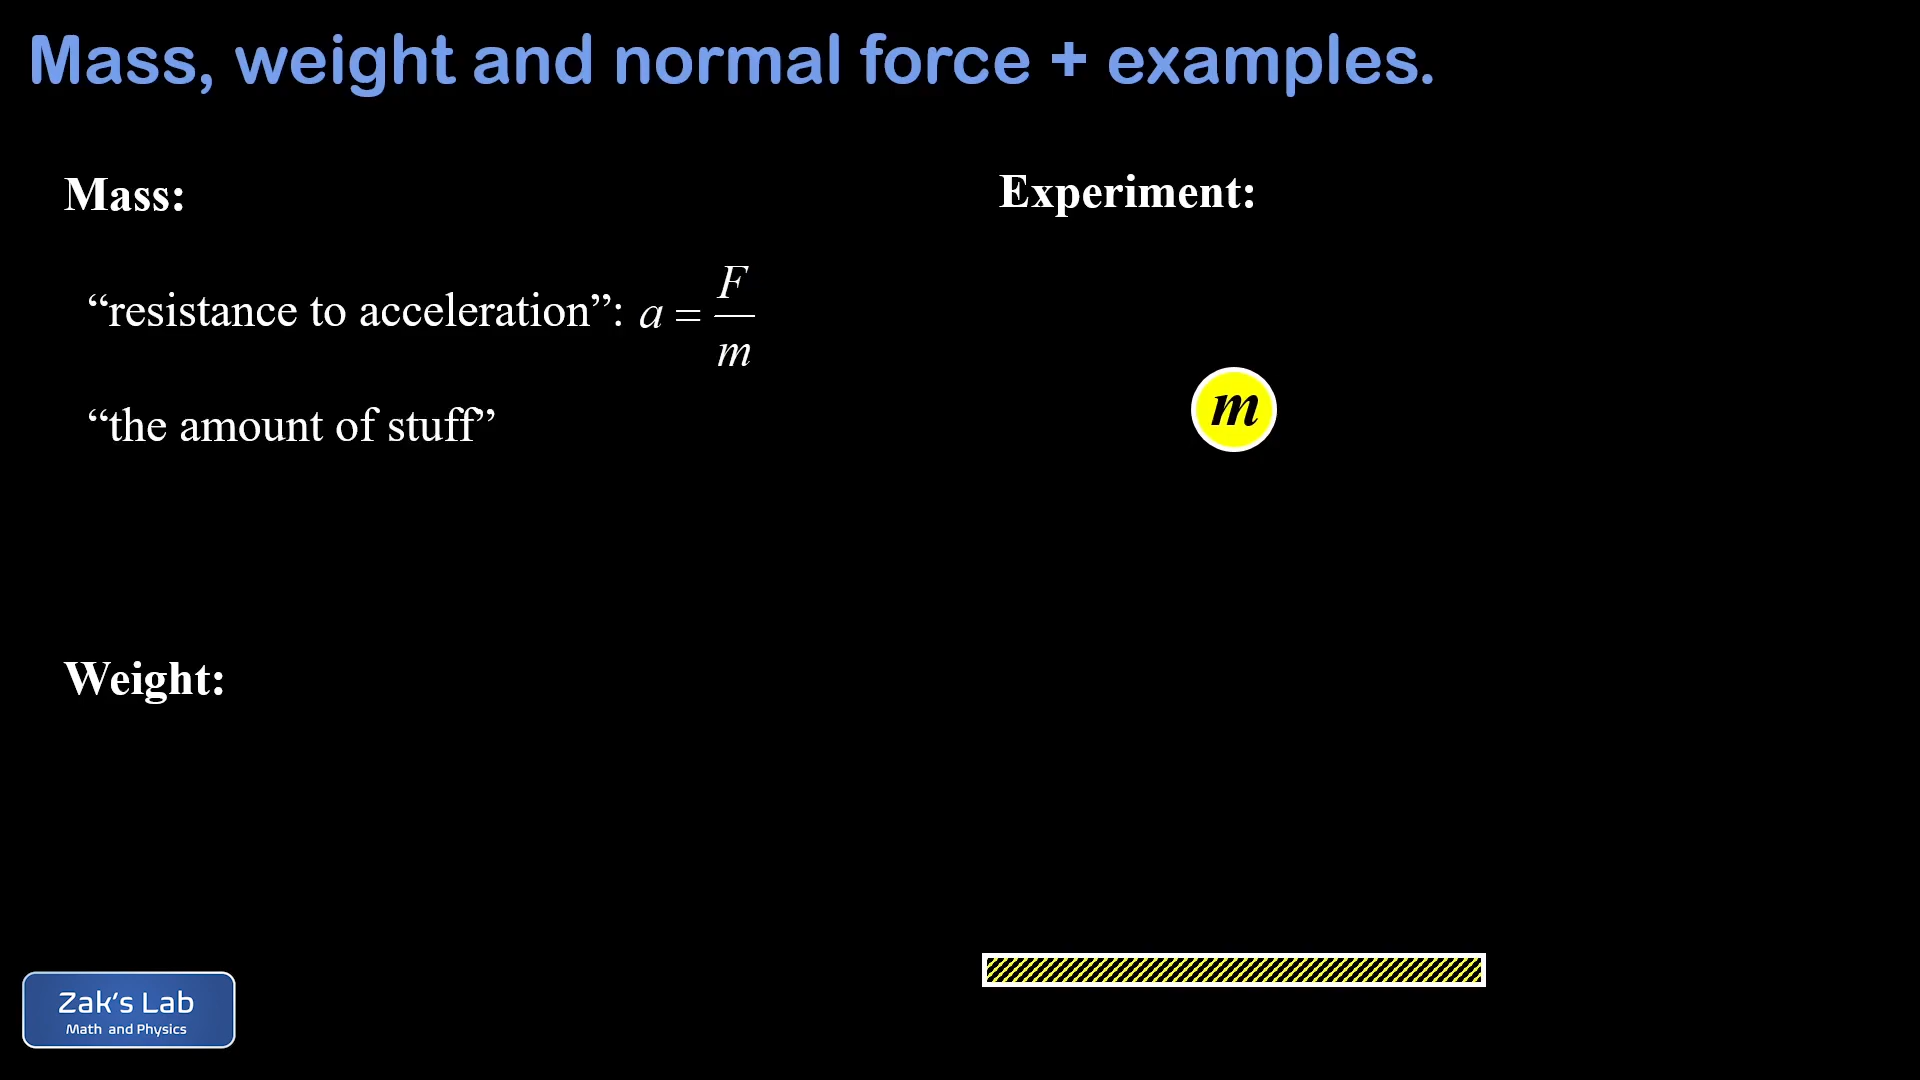 Mass, weight and normal force + examples.
Mass:
“resistance to acceleration”: a = F/m
“the amount of stuff”
Weight:
Experiment:
m
Zak’s Lab
Math and Physics